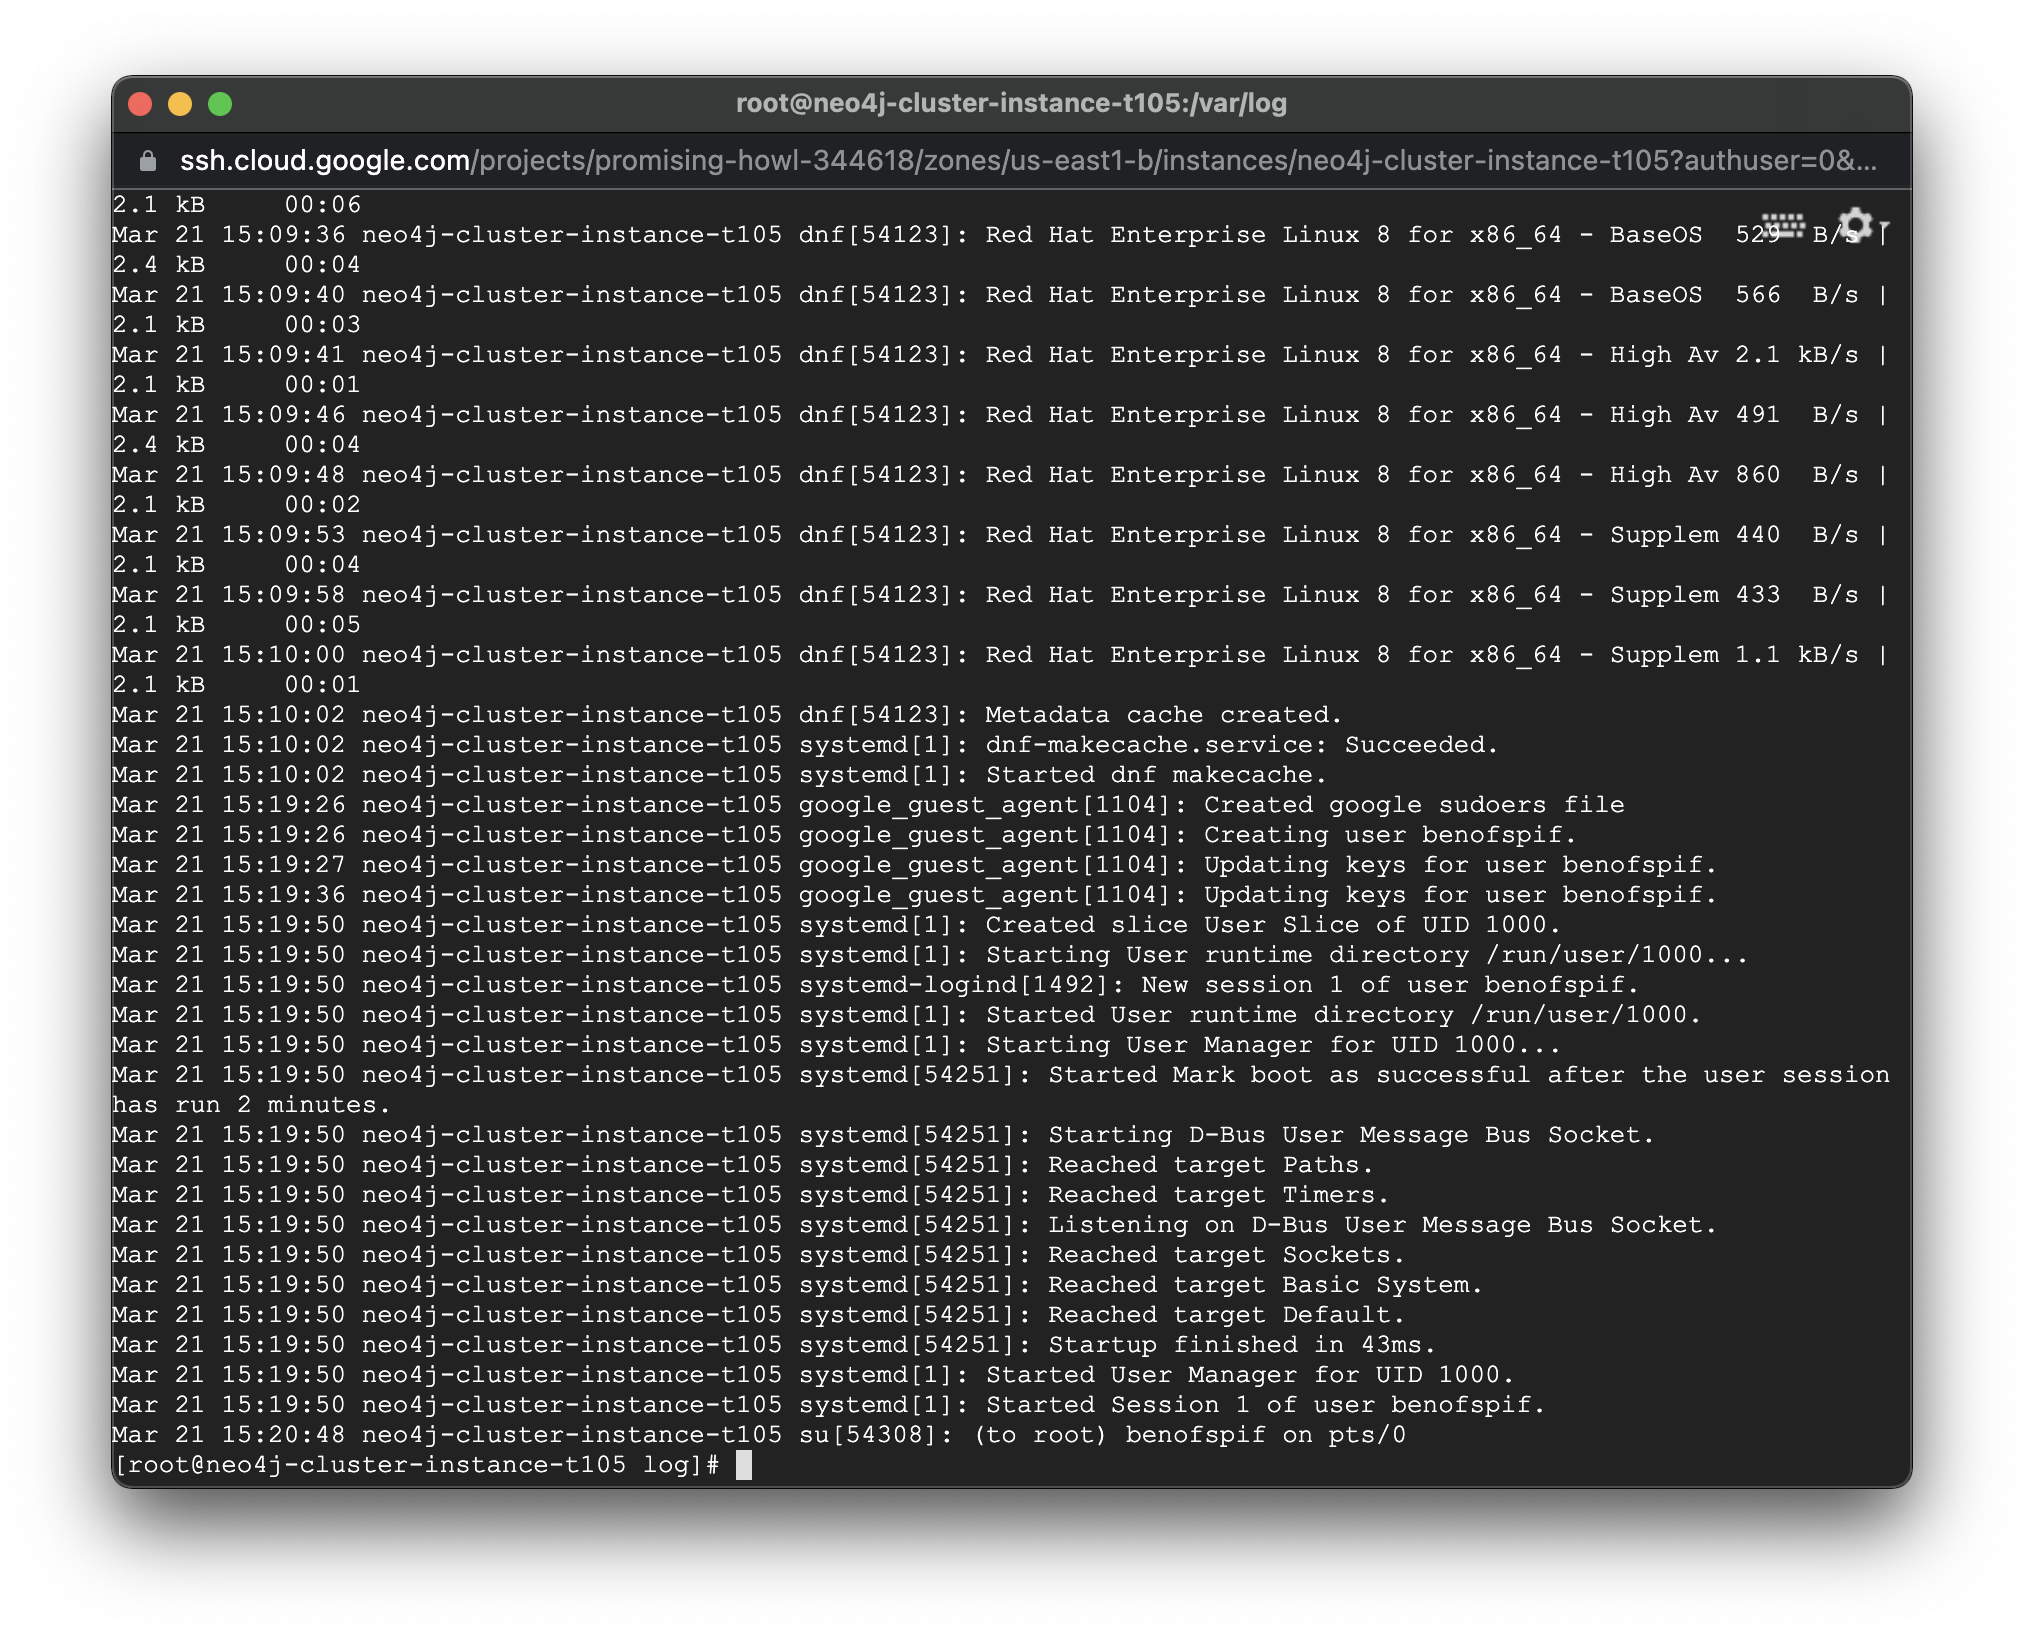 root@neo4j-cluster-instance-t105:/var/log
ssh.cloud.google.com/projects/promising-howl-344618/zones/us-east1-b/instances/neo4j-cluster-instance-t105?authuser=0&...
2.1 kB     00:06
Mar 21 15:09:36 neo4j-cluster-instance-t105 dnf[54123]: Red Hat Enterprise Linux 8 for x86_64 - BaseOS  529  B/s |
2.4 kB     00:04
Mar 21 15:09:40 neo4j-cluster-instance-t105 dnf[54123]: Red Hat Enterprise Linux 8 for x86_64 - BaseOS  566  B/s |
2.1 kB     00:03
Mar 21 15:09:41 neo4j-cluster-instance-t105 dnf[54123]: Red Hat Enterprise Linux 8 for x86_64 - High Av 2.1 kB/s |
2.1 kB     00:01
Mar 21 15:09:46 neo4j-cluster-instance-t105 dnf[54123]: Red Hat Enterprise Linux 8 for x86_64 - High Av 491  B/s |
2.4 kB     00:04
Mar 21 15:09:48 neo4j-cluster-instance-t105 dnf[54123]: Red Hat Enterprise Linux 8 for x86_64 - High Av 860  B/s |
2.1 kB     00:02
Mar 21 15:09:53 neo4j-cluster-instance-t105 dnf[54123]: Red Hat Enterprise Linux 8 for x86_64 - Supplem 440  B/s |
2.1 kB     00:04
Mar 21 15:09:58 neo4j-cluster-instance-t105 dnf[54123]: Red Hat Enterprise Linux 8 for x86_64 - Supplem 433  B/s |
2.1 kB     00:05
Mar 21 15:10:00 neo4j-cluster-instance-t105 dnf[54123]: Red Hat Enterprise Linux 8 for x86_64 - Supplem 1.1 kB/s |
2.1 kB     00:01
Mar 21 15:10:02 neo4j-cluster-instance-t105 dnf[54123]: Metadata cache created.
Mar 21 15:10:02 neo4j-cluster-instance-t105 systemd[1]: dnf-makecache.service: Succeeded.
Mar 21 15:10:02 neo4j-cluster-instance-t105 systemd[1]: Started dnf makecache.
Mar 21 15:19:26 neo4j-cluster-instance-t105 google_guest_agent[1104]: Created google sudoers file
Mar 21 15:19:26 neo4j-cluster-instance-t105 google_guest_agent[1104]: Creating user benofspif.
Mar 21 15:19:27 neo4j-cluster-instance-t105 google_guest_agent[1104]: Updating keys for user benofspif.
Mar 21 15:19:36 neo4j-cluster-instance-t105 google_guest_agent[1104]: Updating keys for user benofspif.
Mar 21 15:19:50 neo4j-cluster-instance-t105 systemd[1]: Created slice User Slice of UID 1000.
Mar 21 15:19:50 neo4j-cluster-instance-t105 systemd[1]: Starting User runtime directory /run/user/1000...
Mar 21 15:19:50 neo4j-cluster-instance-t105 systemd-logind[1492]: New session 1 of user benofspif.
Mar 21 15:19:50 neo4j-cluster-instance-t105 systemd[1]: Started User runtime directory /run/user/1000.
Mar 21 15:19:50 neo4j-cluster-instance-t105 systemd[1]: Starting User Manager for UID 1000...
Mar 21 15:19:50 neo4j-cluster-instance-t105 systemd[54251]: Started Mark boot as successful after the user session
has run 2 minutes.
Mar 21 15:19:50 neo4j-cluster-instance-t105 systemd[54251]: Starting D-Bus User Message Bus Socket.
Mar 21 15:19:50 neo4j-cluster-instance-t105 systemd[54251]: Reached target Paths.
Mar 21 15:19:50 neo4j-cluster-instance-t105 systemd[54251]: Reached target Timers.
Mar 21 15:19:50 neo4j-cluster-instance-t105 systemd[54251]: Listening on D-Bus User Message Bus Socket.
Mar 21 15:19:50 neo4j-cluster-instance-t105 systemd[54251]: Reached target Sockets.
Mar 21 15:19:50 neo4j-cluster-instance-t105 systemd[54251]: Reached target Basic System.
Mar 21 15:19:50 neo4j-cluster-instance-t105 systemd[54251]: Reached target Default.
Mar 21 15:19:50 neo4j-cluster-instance-t105 systemd[54251]: Startup finished in 43ms.
Mar 21 15:19:50 neo4j-cluster-instance-t105 systemd[1]: Started User Manager for UID 1000.
Mar 21 15:19:50 neo4j-cluster-instance-t105 systemd[1]: Started Session 1 of user benofspif.
Mar 21 15:20:48 neo4j-cluster-instance-t105 su[54308]: (to root) benofspif on pts/0
[root@neo4j-cluster-instance-t105 log]#